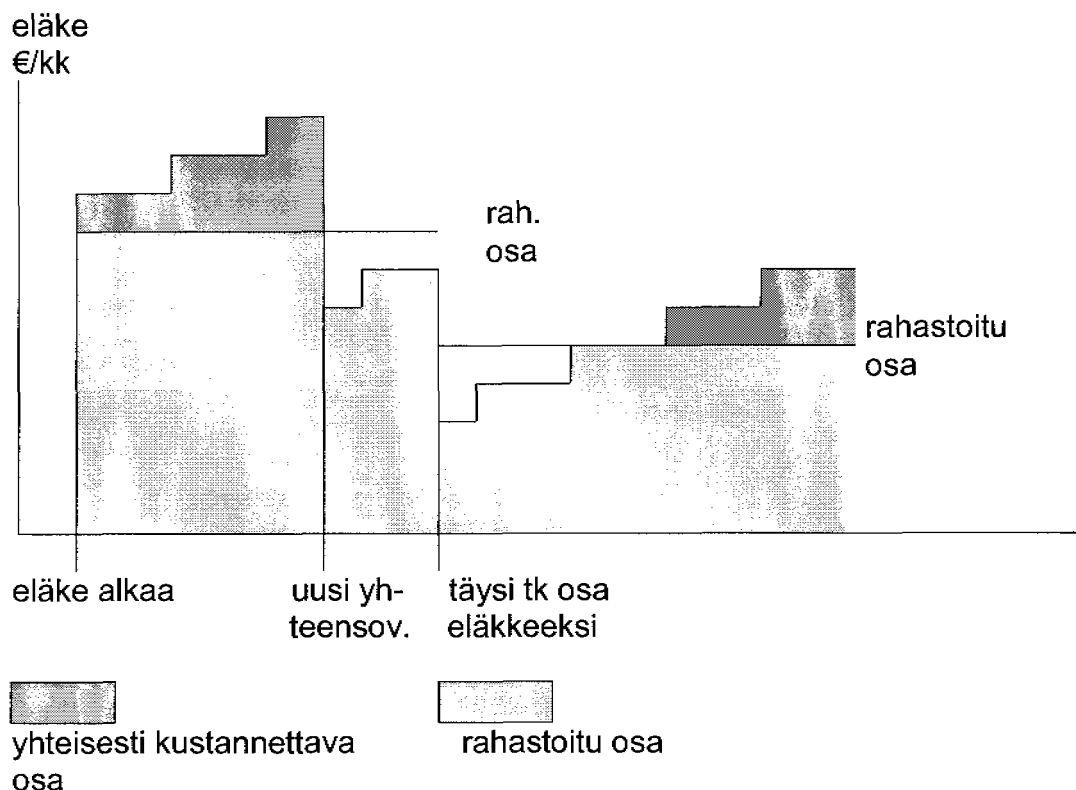 eläke
€/kk
rah.
osa
rahastoitu
osa
eläke alkaa
uusi yh-
teensov.
täysi tk osa
eläkkeeksi
yhteisesti kustannettava
osa
rahastoitu osa